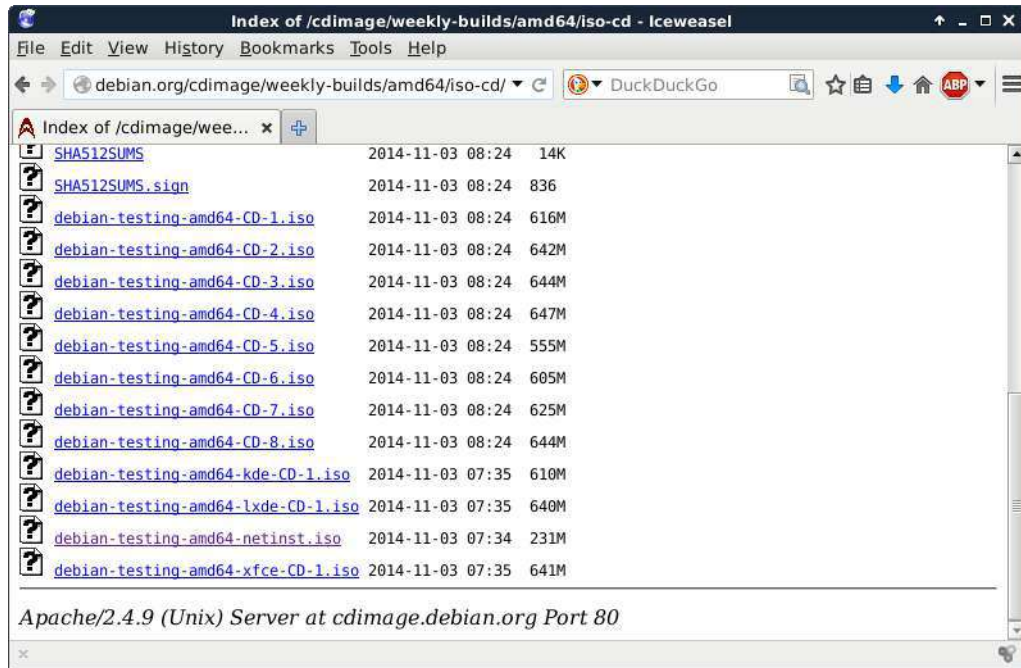 Index of /cdimage/weekly-builds/amd64/iso-cd - Iceweasel
File Edit View History Bookmarks Tools Help
debian.org/cdimage/weekly-builds/amd64/iso-cd/ DuckDuckGo ABP
Index of /cdimage/wee...
SHA512SUMS 2014-11-03 08:24 14K
SHA512SUMS.sign 2014-11-03 08:24 836
debian-testing-amd64-CD-1.iso 2014-11-03 08:24 616M
debian-testing-amd64-CD-2.iso 2014-11-03 08:24 642M
debian-testing-amd64-CD-3.iso 2014-11-03 08:24 644M
debian-testing-amd64-CD-4.iso 2014-11-03 08:24 647M
debian-testing-amd64-CD-5.iso 2014-11-03 08:24 555M
debian-testing-amd64-CD-6.iso 2014-11-03 08:24 605M
debian-testing-amd64-CD-7.iso 2014-11-03 08:24 625M
debian-testing-amd64-CD-8.iso 2014-11-03 08:24 644M
debian-testing-amd64-kde-CD-1.iso 2014-11-03 07:35 610M
debian-testing-amd64-lxde-CD-1.iso 2014-11-03 07:35 640M
debian-testing-amd64-netinst.iso 2014-11-03 07:34 231M
debian-testing-amd64-xfce-CD-1.iso 2014-11-03 07:35 641M
Apache/2.4.9 (Unix) Server at cdimage.debian.org Port 80